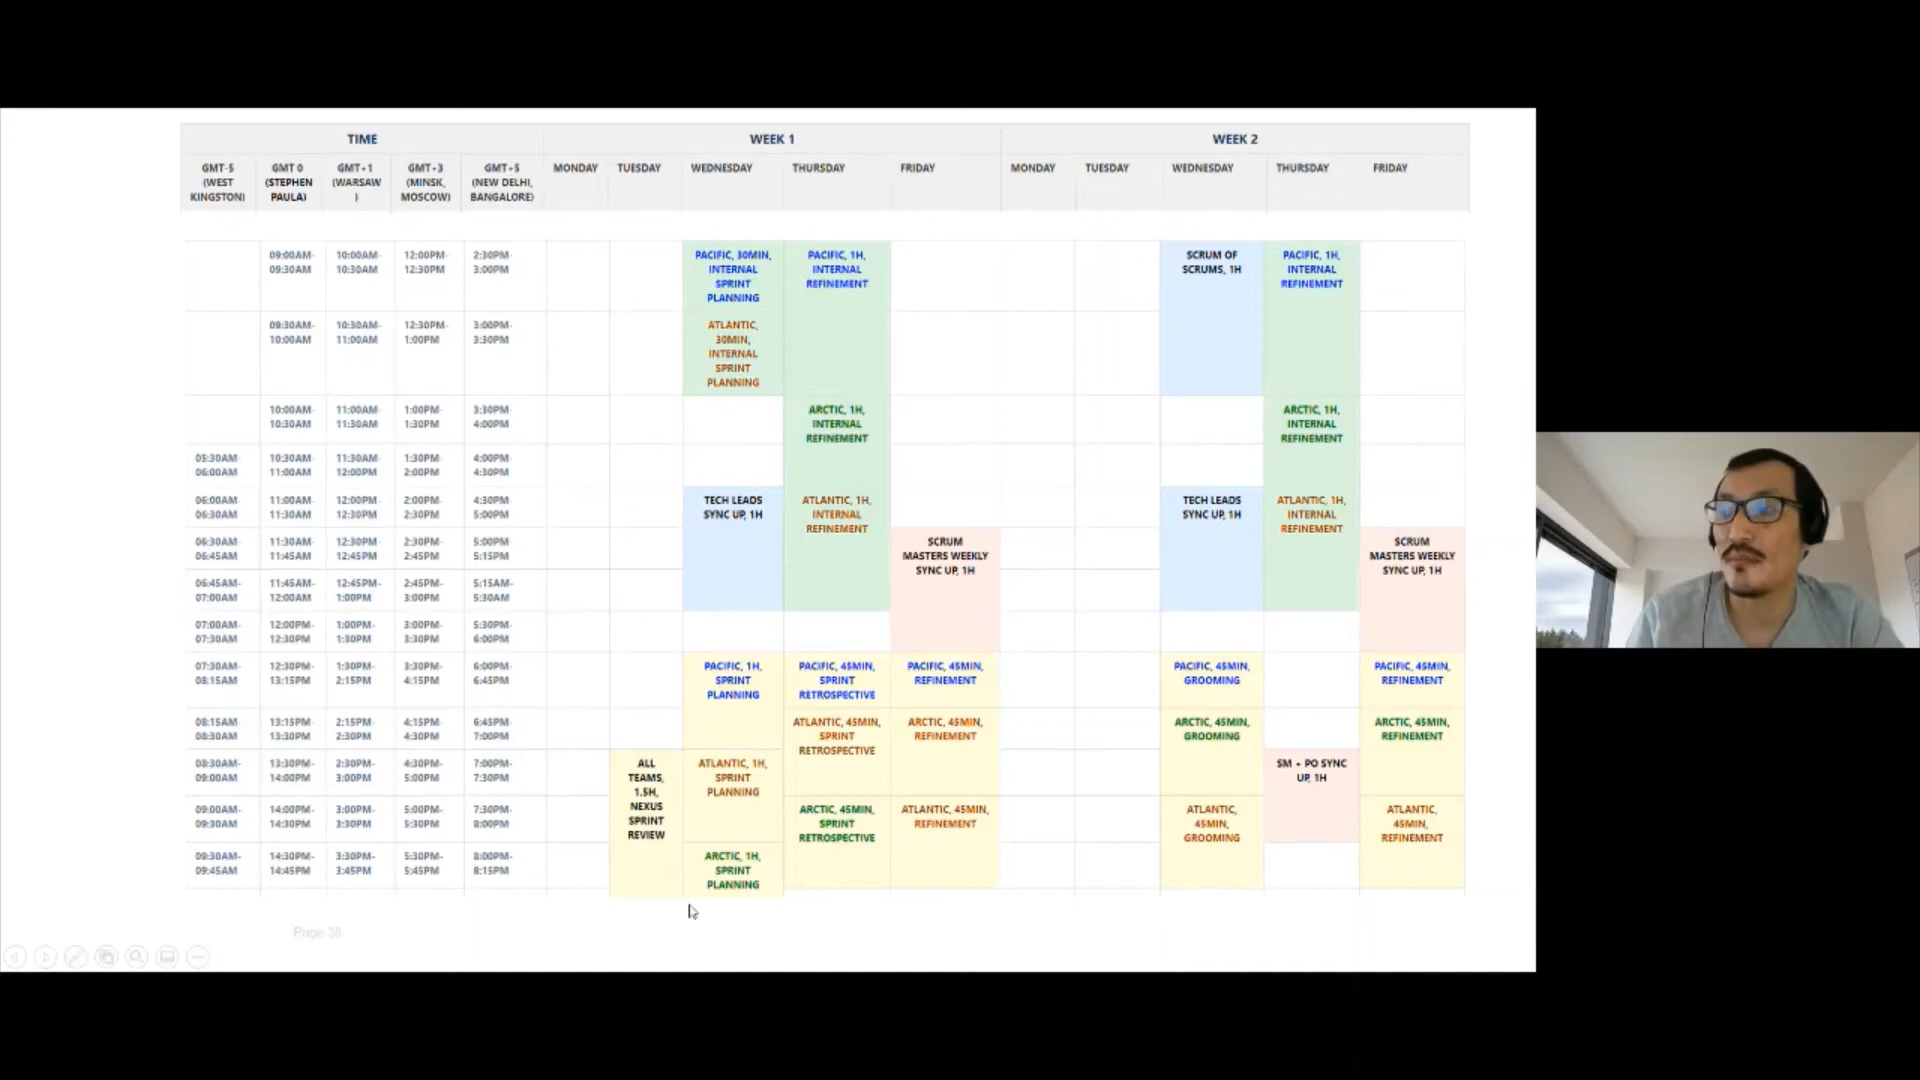 TIME
WEEK 1
WEEK 2
GMT-5
(WEST
KINGSTON)
GMT 0
(STEPHEN
PAULA)
GMT+1
(WARSAW
)
GMT+3
(MINSK,
MOSCOW)
GMT+5
(NEW DELHI,
BANGALORE)
MONDAY
TUESDAY
WEDNESDAY
THURSDAY
FRIDAY
MONDAY
TUESDAY
WEDNESDAY
THURSDAY
FRIDAY
09:00AM-
09:30AM
10:00AM-
10:30AM
12:00PM-
12:30PM
2:30PM-
3:00PM
PACIFIC, 30MIN,
INTERNAL
SPRINT
PLANNING
PACIFIC, 1H,
INTERNAL
REFINEMENT
SCRUM OF
SCRUMS, 1H
PACIFIC, 1H,
INTERNAL
REFINEMENT
09:30AM-
10:00AM
10:30AM-
11:00AM
12:30PM-
1:00PM
3:00PM-
3:30PM
ATLANTIC,
30MIN,
INTERNAL
SPRINT
PLANNING
10:00AM-
10:30AM
11:00AM-
11:30AM
1:00PM-
1:30PM
3:30PM-
4:00PM
ARCTIC, 1H,
INTERNAL
REFINEMENT
ARCTIC, 1H,
INTERNAL
REFINEMENT
05:30AM-
06:00AM
10:30AM-
11:00AM
11:30AM-
12:00PM
1:30PM-
2:00PM
4:00PM-
4:30PM
06:00AM
06:30AM
11:00AM-
11:30AM
12:00PM-
12:30PM
2:00PM-
2:30PM
4:30PM-
5:00PM
TECH LEADS
SYNC UP, 1H
ATLANTIC, 1H,
INTERNAL
REFINEMENT
TECH LEADS
SYNC UP, 1H
ATLANTIC, 1H,
INTERNAL
REFINEMENT
06:30AM-
06:45AM
11:30AM-
11:45AM
12:30PM-
12:45PM
2:30PM-
2:45PM
5:00PM-
5:15PM
SCRUM
MASTERS WEEKLY
SYNC UP, 1H
SCRUM
MASTERS WEEKLY
SYNC UP, 1H
06:45AM-
07:00AM
11:45AM-
12:00AM
12:45PM-
1:00PM
2:45PM-
3:00PM
5:15AM-
5:30AM
07:00AM-
07:30AM
12:00PM-
12:30PM
1:00PM-
1:30PM
3:00PM-
3:30PM
5:30PM-
6:00PM
07:30AM-
08:15AM
12:30PM-
13:15PM
1:30PM-
2:15PM
3:30PM-
4:15PM
6:00PM-
6:45PM
PACIFIC, 1H,
SPRINT
PLANNING
PACIFIC, 45MIN,
SPRINT
RETROSPECTIVE
PACIFIC, 45MIN,
REFINEMENT
PACIFIC, 45MIN,
GROOMING
PACIFIC, 45MIN,
REFINEMENT
08:15AM-
08:30AM
13:15PM-
13:30PM
2:15PM-
2:30PM
4:15PM-
4:30PM
6:45PM-
7:00PM
ATLANTIC, 45MIN,
SPRINT
RETROSPECTIVE
ARCTIC, 45MIN,
REFINEMENT
ARCTIC, 45MIN,
GROOMING
ARCTIC, 45MIN,
REFINEMENT
08:30AM-
09:00AM
13:30PM-
14:00PM
2:30PM-
3:00PM
4:30PM-
5:00PM
7:00PM-
7:30PM
ALL
TEAMS,
1.5H,
NEXUS
SPRINT
REVIEW
ATLANTIC, 1H,
SPRINT
PLANNING
SM + PO SYNC
UP, 1H
09:00AM-
09:30AM
14:00PM-
14:30PM
3:00PM-
3:30PM
5:00PM-
5:30PM
7:30PM-
8:00PM
ARCTIC, 45MIN,
SPRINT
RETROSPECTIVE
ATLANTIC, 45MIN,
REFINEMENT
ATLANTIC,
45MIN,
GROOMING
ATLANTIC,
45MIN,
REFINEMENT
09:30AM-
09:45AM
14:30PM-
14:45PM
3:30PM-
3:45PM
5:30PM-
5:45PM
8:00PM-
8:15PM
ARCTIC, 1H,
SPRINT
PLANNING
Page 38